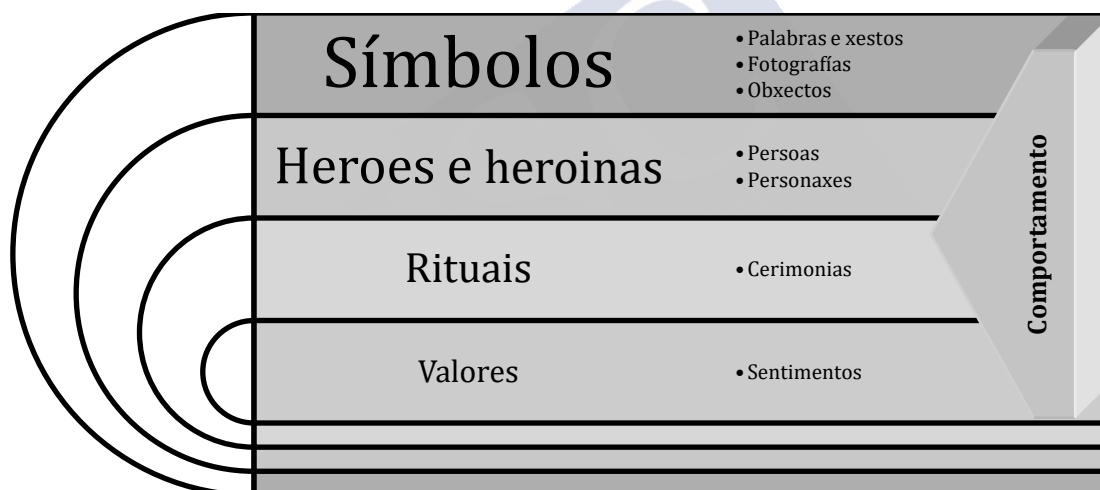 Símbolos
• Palabras e xestos
• Fotografías
• Obxectos
Heroes e heroinas
• Persoas
• Personaxes
Rituais
• Cerimonias
Valores
• Sentimentos
Comportamento